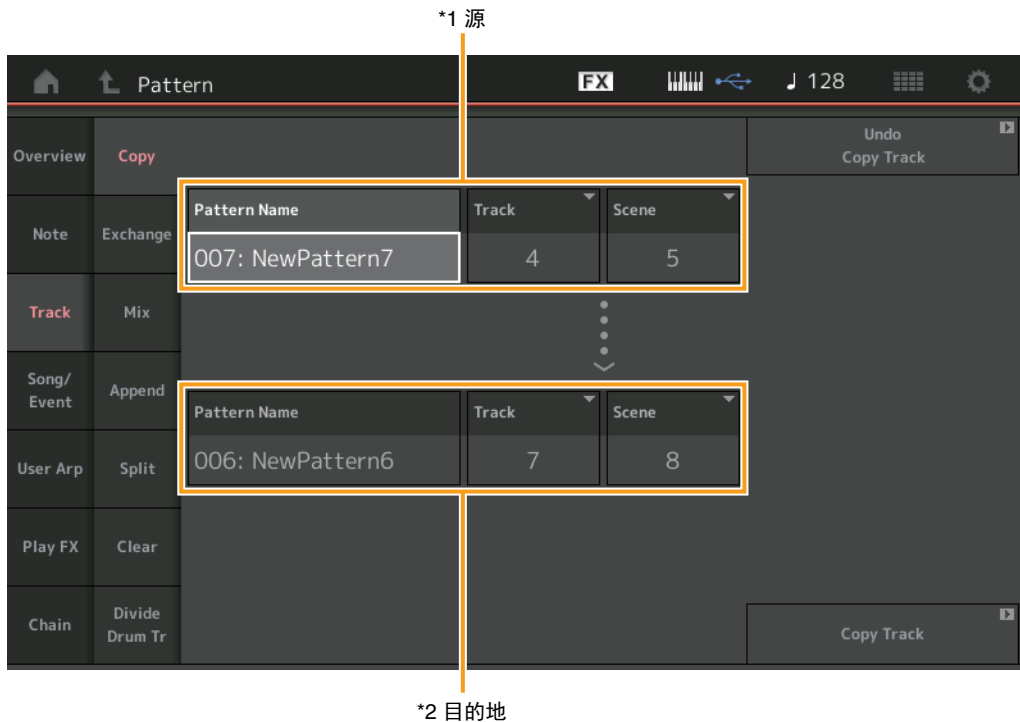 *1 源
Pattern
FX
128
Undo
Copy Track
Overview
Copy
Pattern Name
Track
Scene
007: NewPattern7
4
5
Note
Exchange
Track
Mix
Song/
Event
Append
Pattern Name
Track
Scene
006: NewPattern6
7
8
User Arp
Split
Play FX
Clear
Chain
Divide
Drum Tr
Copy Track
*2 目的地